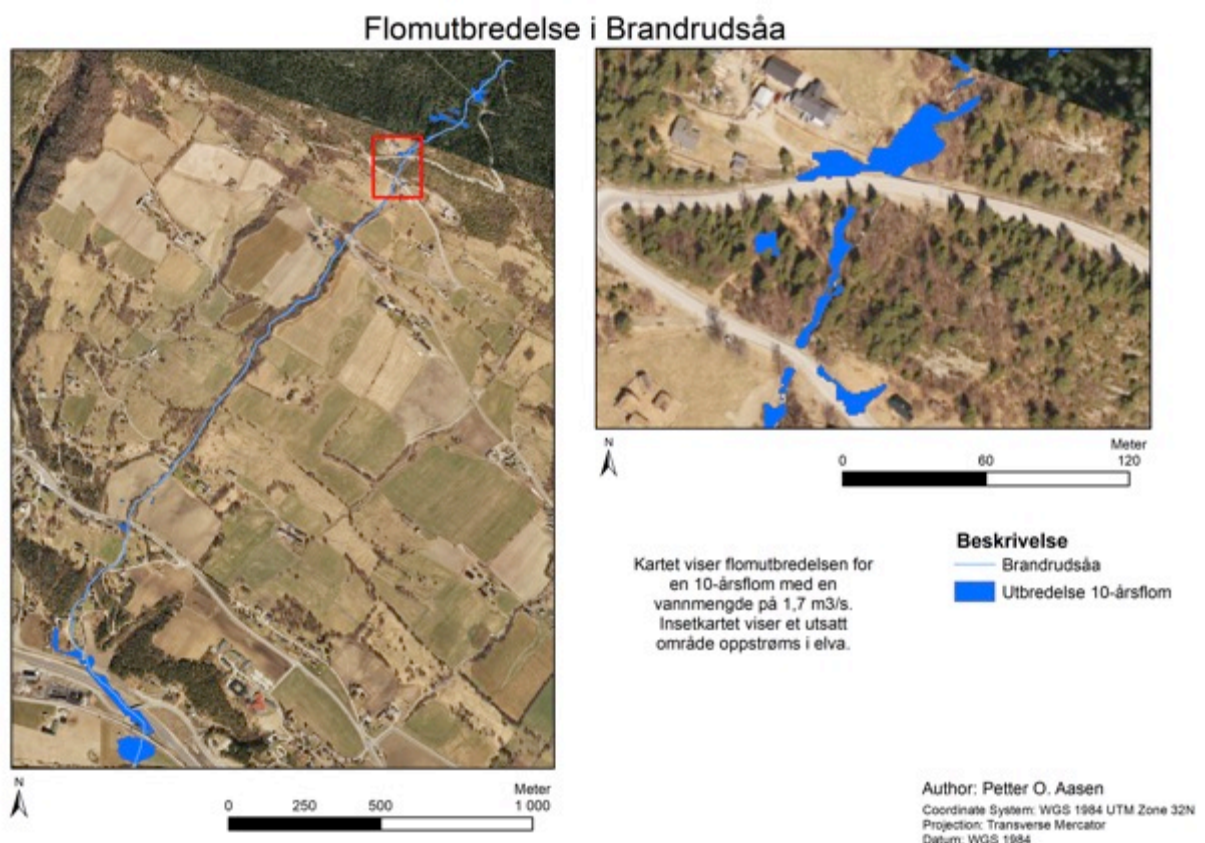 Flomutbredelse i Brandrudsåa
N
Meter
0 60 120
Kartet viser flomutbredelsen for
en 10-årsflom med en
vannmengde på 1,7 m3/s.
Insetkartet viser et utsatt
område oppstrøms i elva.
Beskrivelse
Brandrudsåa
Utbredelse 10-årsflom
N
Meter
0 250 500 1 000
Author: Petter O. Aasen
Coordinate System: WGS 1984 UTM Zone 32N
Projection: Transverse Mercator
Datum: WGS 1984